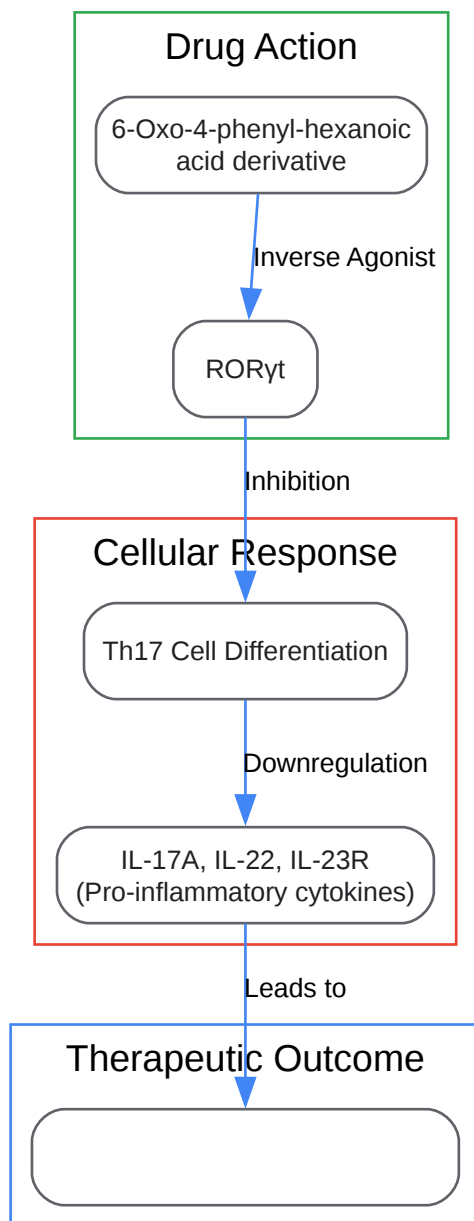 Drug Action
6-Oxo-4-phenyl-hexanoic
acid derivative
Inverse Agonist
RORγt
Inhibition
Cellular Response
Th17 Cell Differentiation
Downregulation
IL-17A, IL-22, IL-23R
(Pro-inflammatory cytokines)
Leads to
Therapeutic Outcome